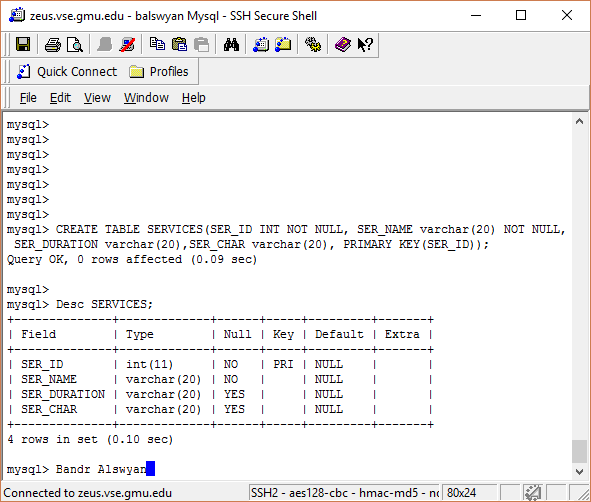 zeus.vse.gmu.edu - balswyan Mysql - SSH Secure Shell
Quick Connect Profiles
File Edit View Window Help
mysql>
mysql>
mysql>
mysql>
mysql>
mysql>
mysql>
mysql> CREATE TABLE SERVICES(SER_ID INT NOT NULL, SER_NAME varchar(20) NOT NULL,
 SER_DURATION varchar(20),SER_CHAR varchar(20), PRIMARY KEY(SER_ID));
Query OK, 0 rows affected (0.09 sec)
mysql>
mysql> Desc SERVICES;
+--------------+-------------+------+-----+---------+-------+
| Field        | Type        | Null | Key | Default | Extra |
+--------------+-------------+------+-----+---------+-------+
| SER_ID       | int(11)     | NO   | PRI | NULL    |       |
| SER_NAME     | varchar(20) | NO   |     | NULL    |       |
| SER_DURATION | varchar(20) | YES  |     | NULL    |       |
| SER_CHAR     | varchar(20) | YES  |     | NULL    |       |
+--------------+-------------+------+-----+---------+-------+
4 rows in set (0.10 sec)
mysql> Bandr Alswyan
Connected to zeus.vse.gmu.edu SSH2 - aes128-cbc - hmac-md5 - 80x24